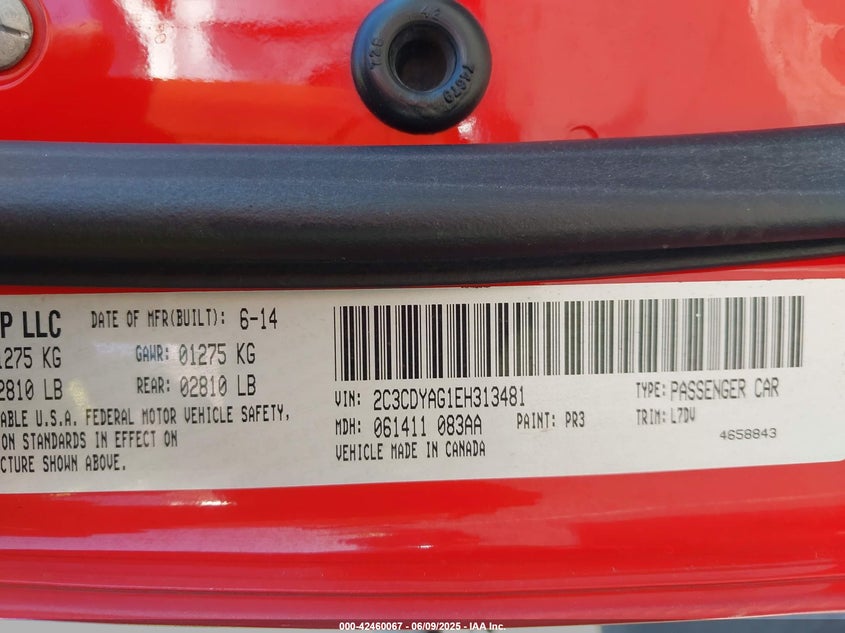 P LLC DATE OF MFR(BUILT): 6-14
1275 KG GAWR: 01275 KG
2810 LB REAR: 02810 LB
ABLE U.S.A. FEDERAL MOTOR VEHICLE SAFETY,
ON STANDARDS IN EFFECT ON
CTURE SHOWN ABOVE.
VIN: 2C3CDYAG1EH313481 TYPE: PASSENGER CAR
MDH: 061411 083AA PAINT: PR3 TRIM: L7DV
VEHICLE MADE IN CANADA 4658843
000-42460067 - 06/09/2025 - IAA Inc.